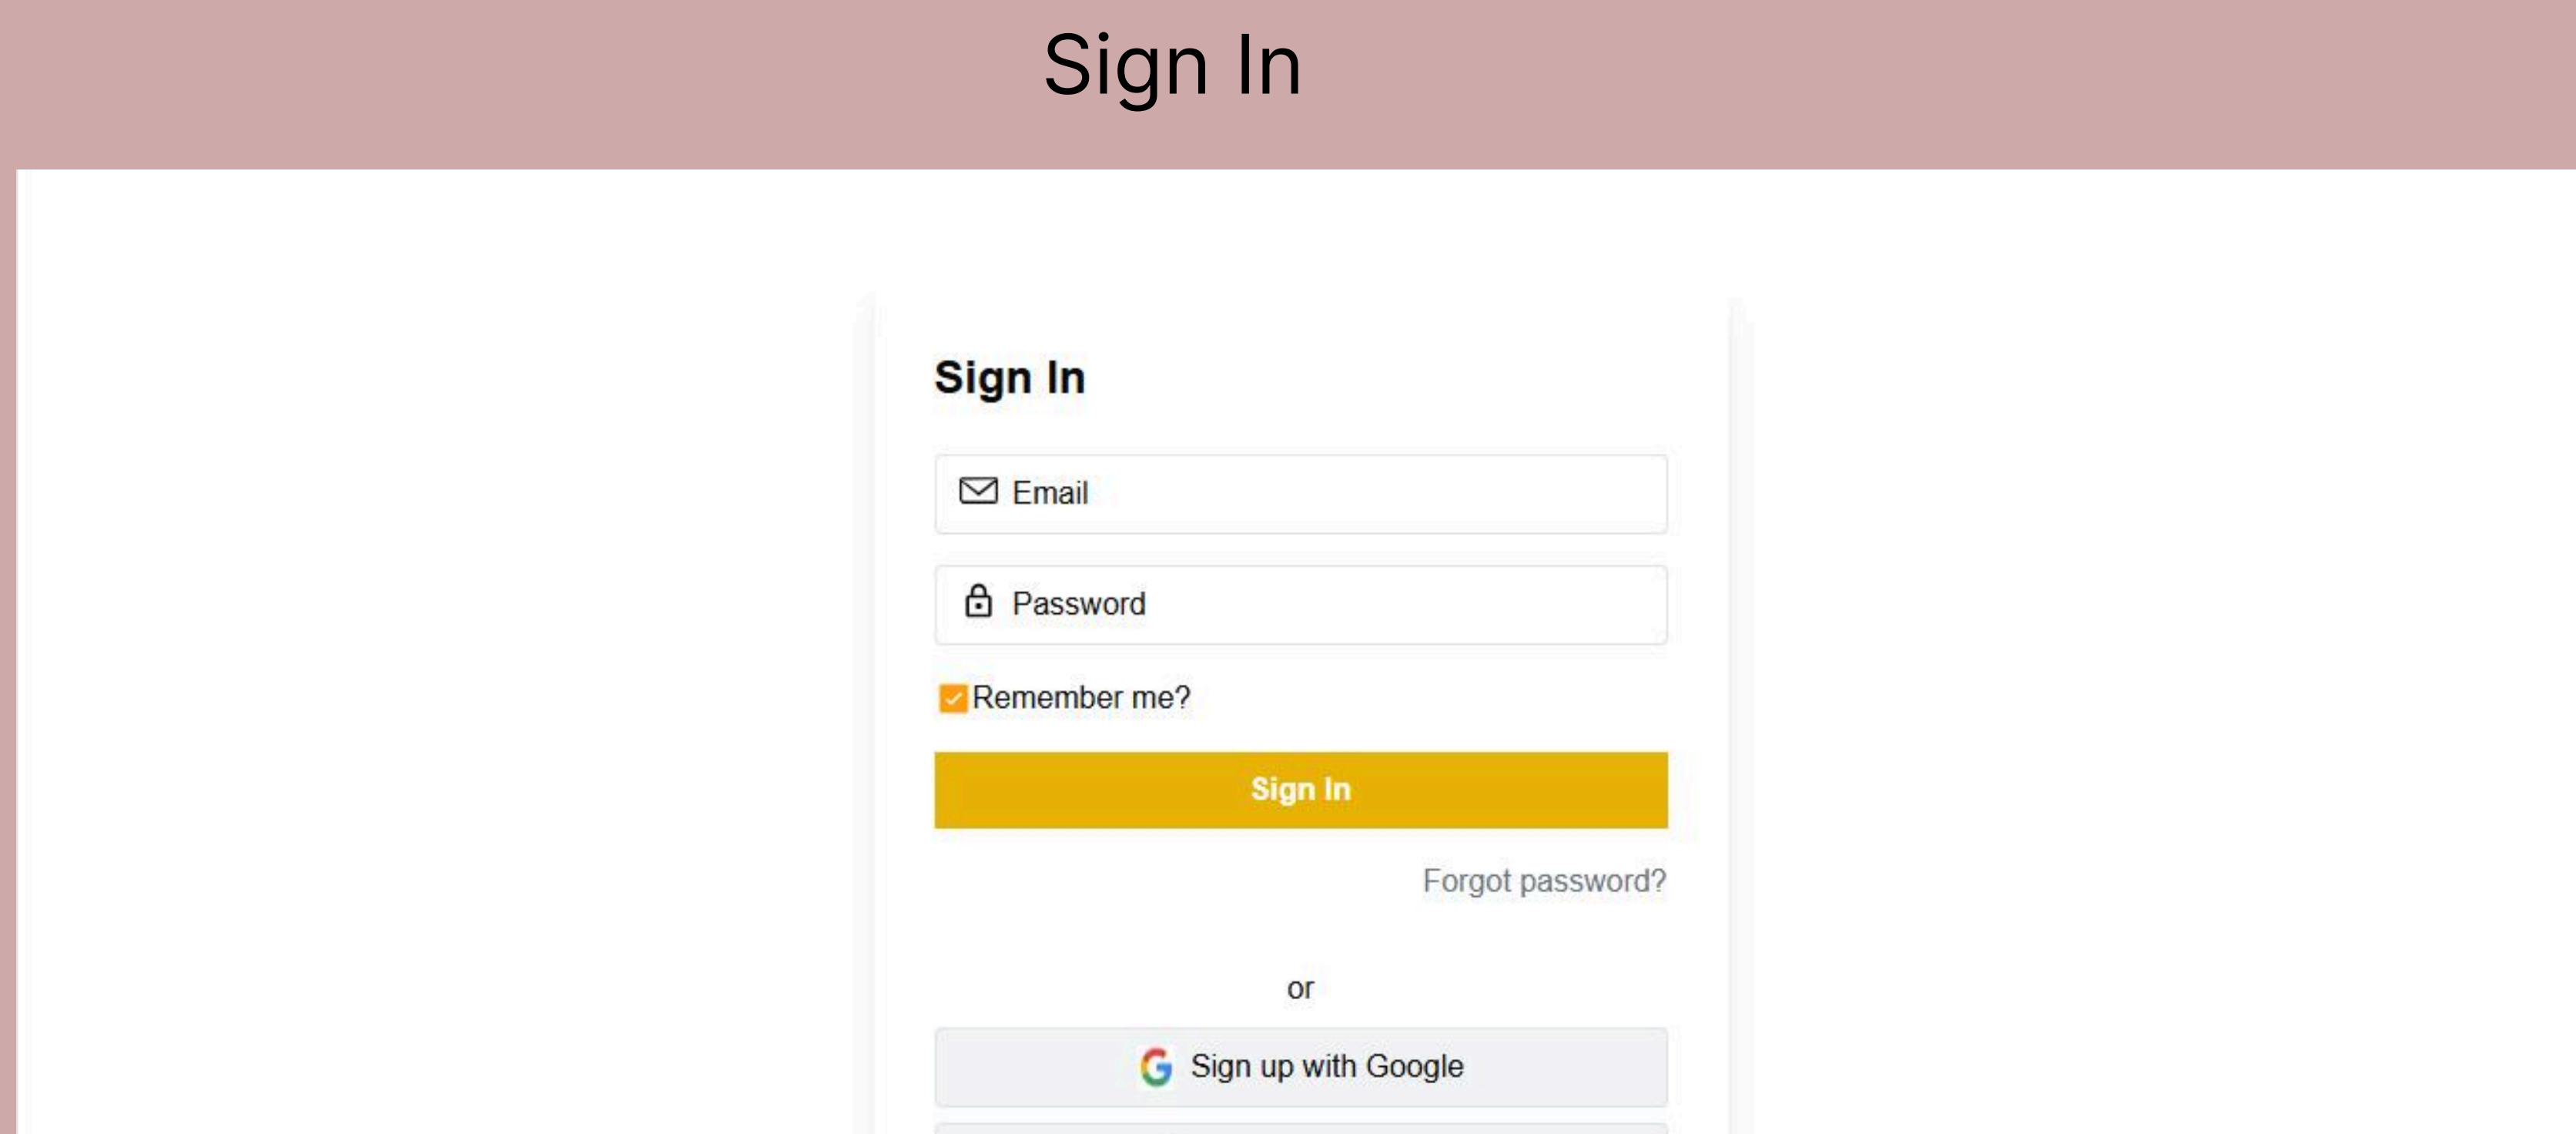 Sign In
Sign In
Email
Password
Remember me?
Sign In
Forgot password?
or
Sign up with Google